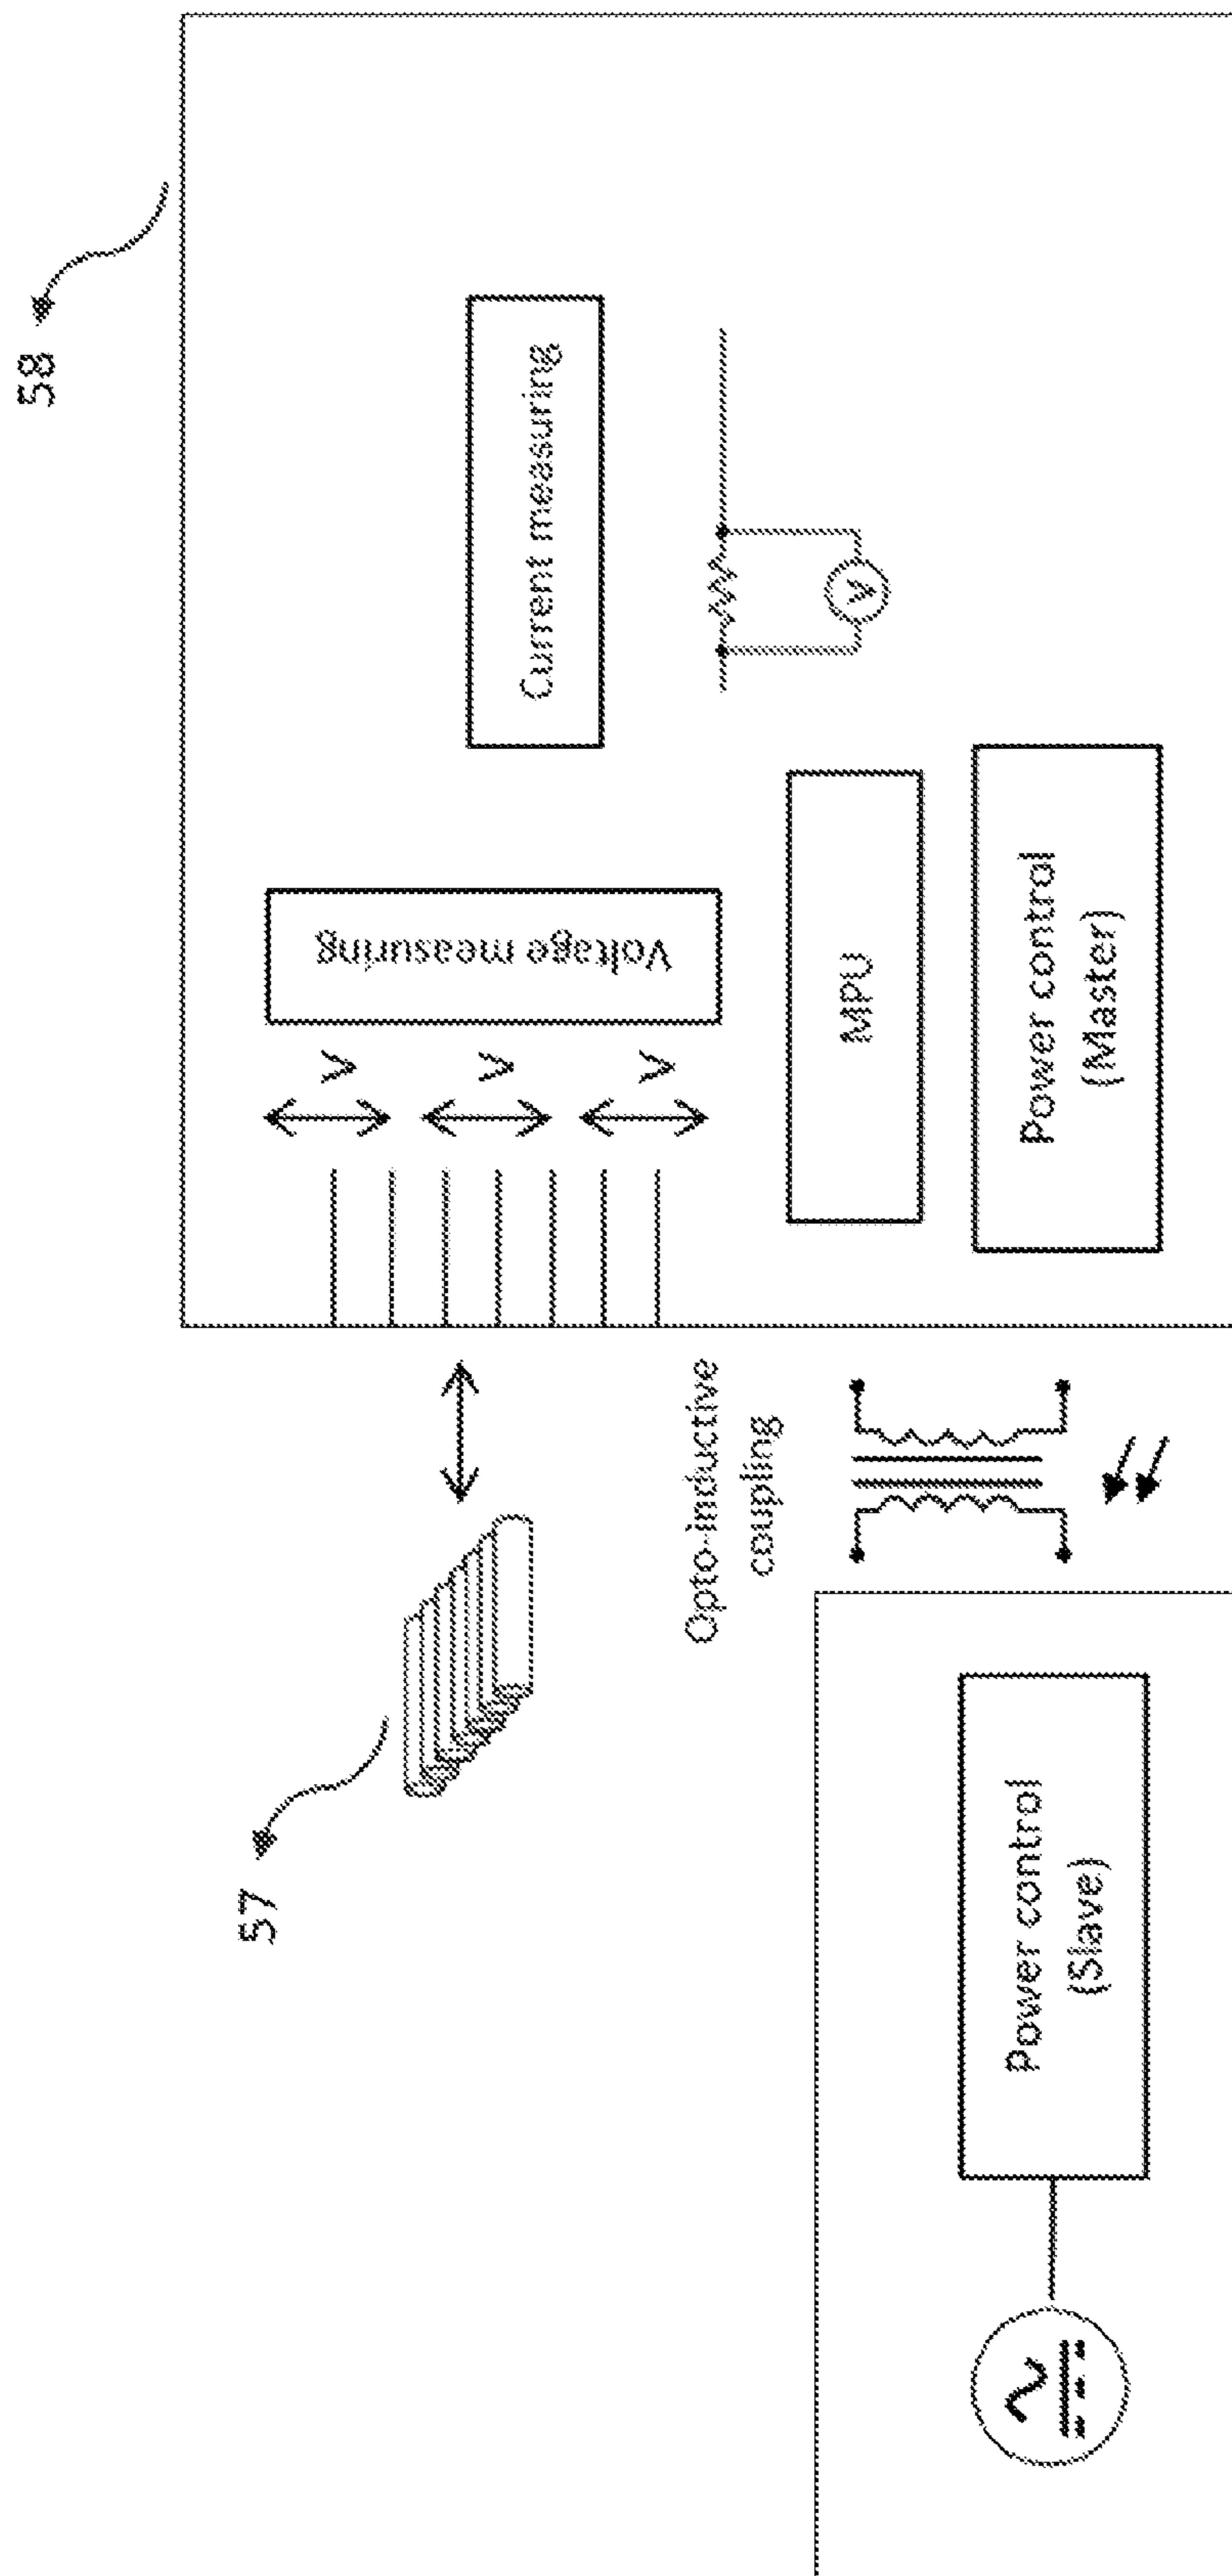 58
Current measuring
V
Voltage measuring
V
V
V
MPU
Power control
(Master)
57
Opto-inductive
coupling
Power control
(Slave)